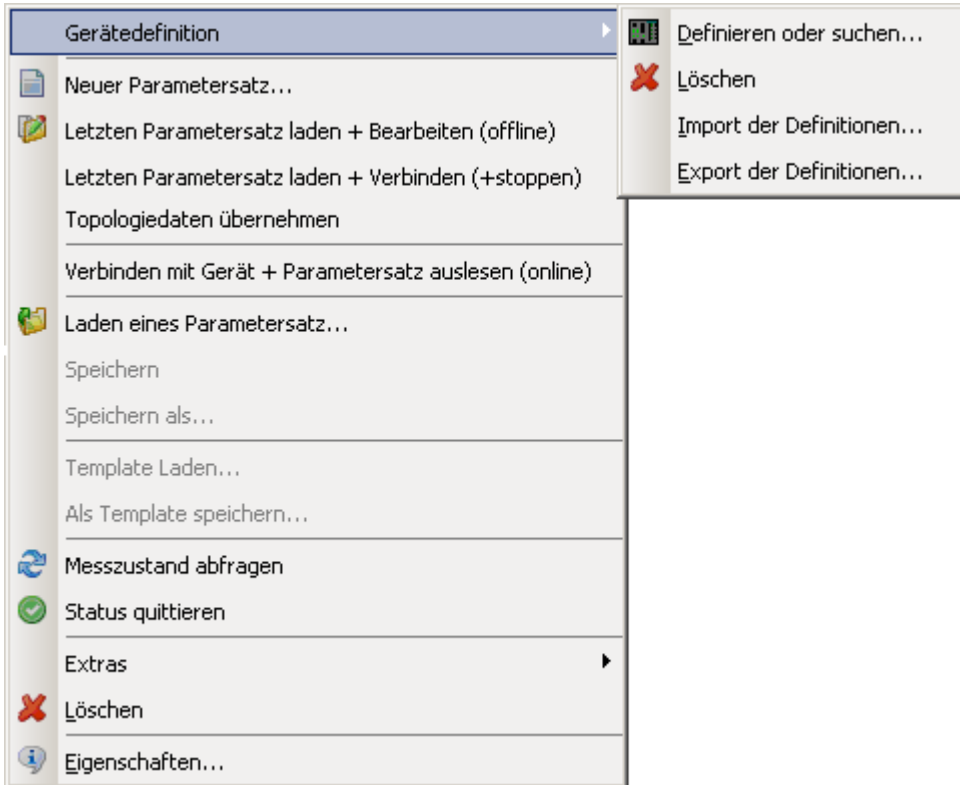 Gerätedefinition
Neuer Parametersatz...
Letzten Parametersatz laden + Bearbeiten (offline)
Letzten Parametersatz laden + Verbinden (+stoppen)
Topologiedaten übernehmen
Verbinden mit Gerät + Parametersatz auslesen (online)
Laden eines Parametersatz...
Speichern
Speichern als...
Template Laden...
Als Template speichern...
Messzustand abfragen
Status quittieren
Extras
Löschen
Eigenschaften...
Definieren oder suchen...
Löschen
Import der Definitionen...
Export der Definitionen...